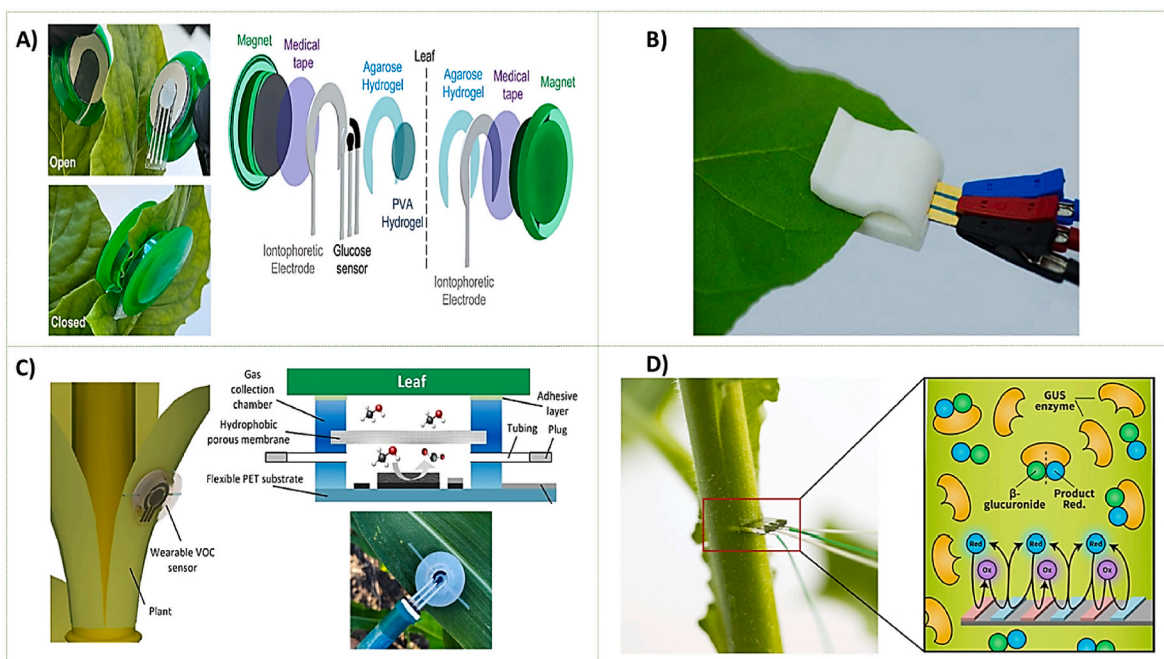 A)
Open
Closed
Magnet
Medical
tape
Agarose
Hydrogel
Leaf
Agarose
Hydrogel
Medical
tape
Magnet
PVA
Hydrogel
Iontophoretic
Electrode
Glucose
sensor
Iontophoretic
Electrode
B)
C)
Gas
collection
chamber
Leaf
Adhesive
layer
Hydrophobic
porous membrane
Tubing
Plug
Flexible PET substrate
Wearable VOC
sensor
Plant
D)
GUS
enzyme
β-
glucuronide
Product
Red.
Red
Red
Red
Ox
Ox
Ox